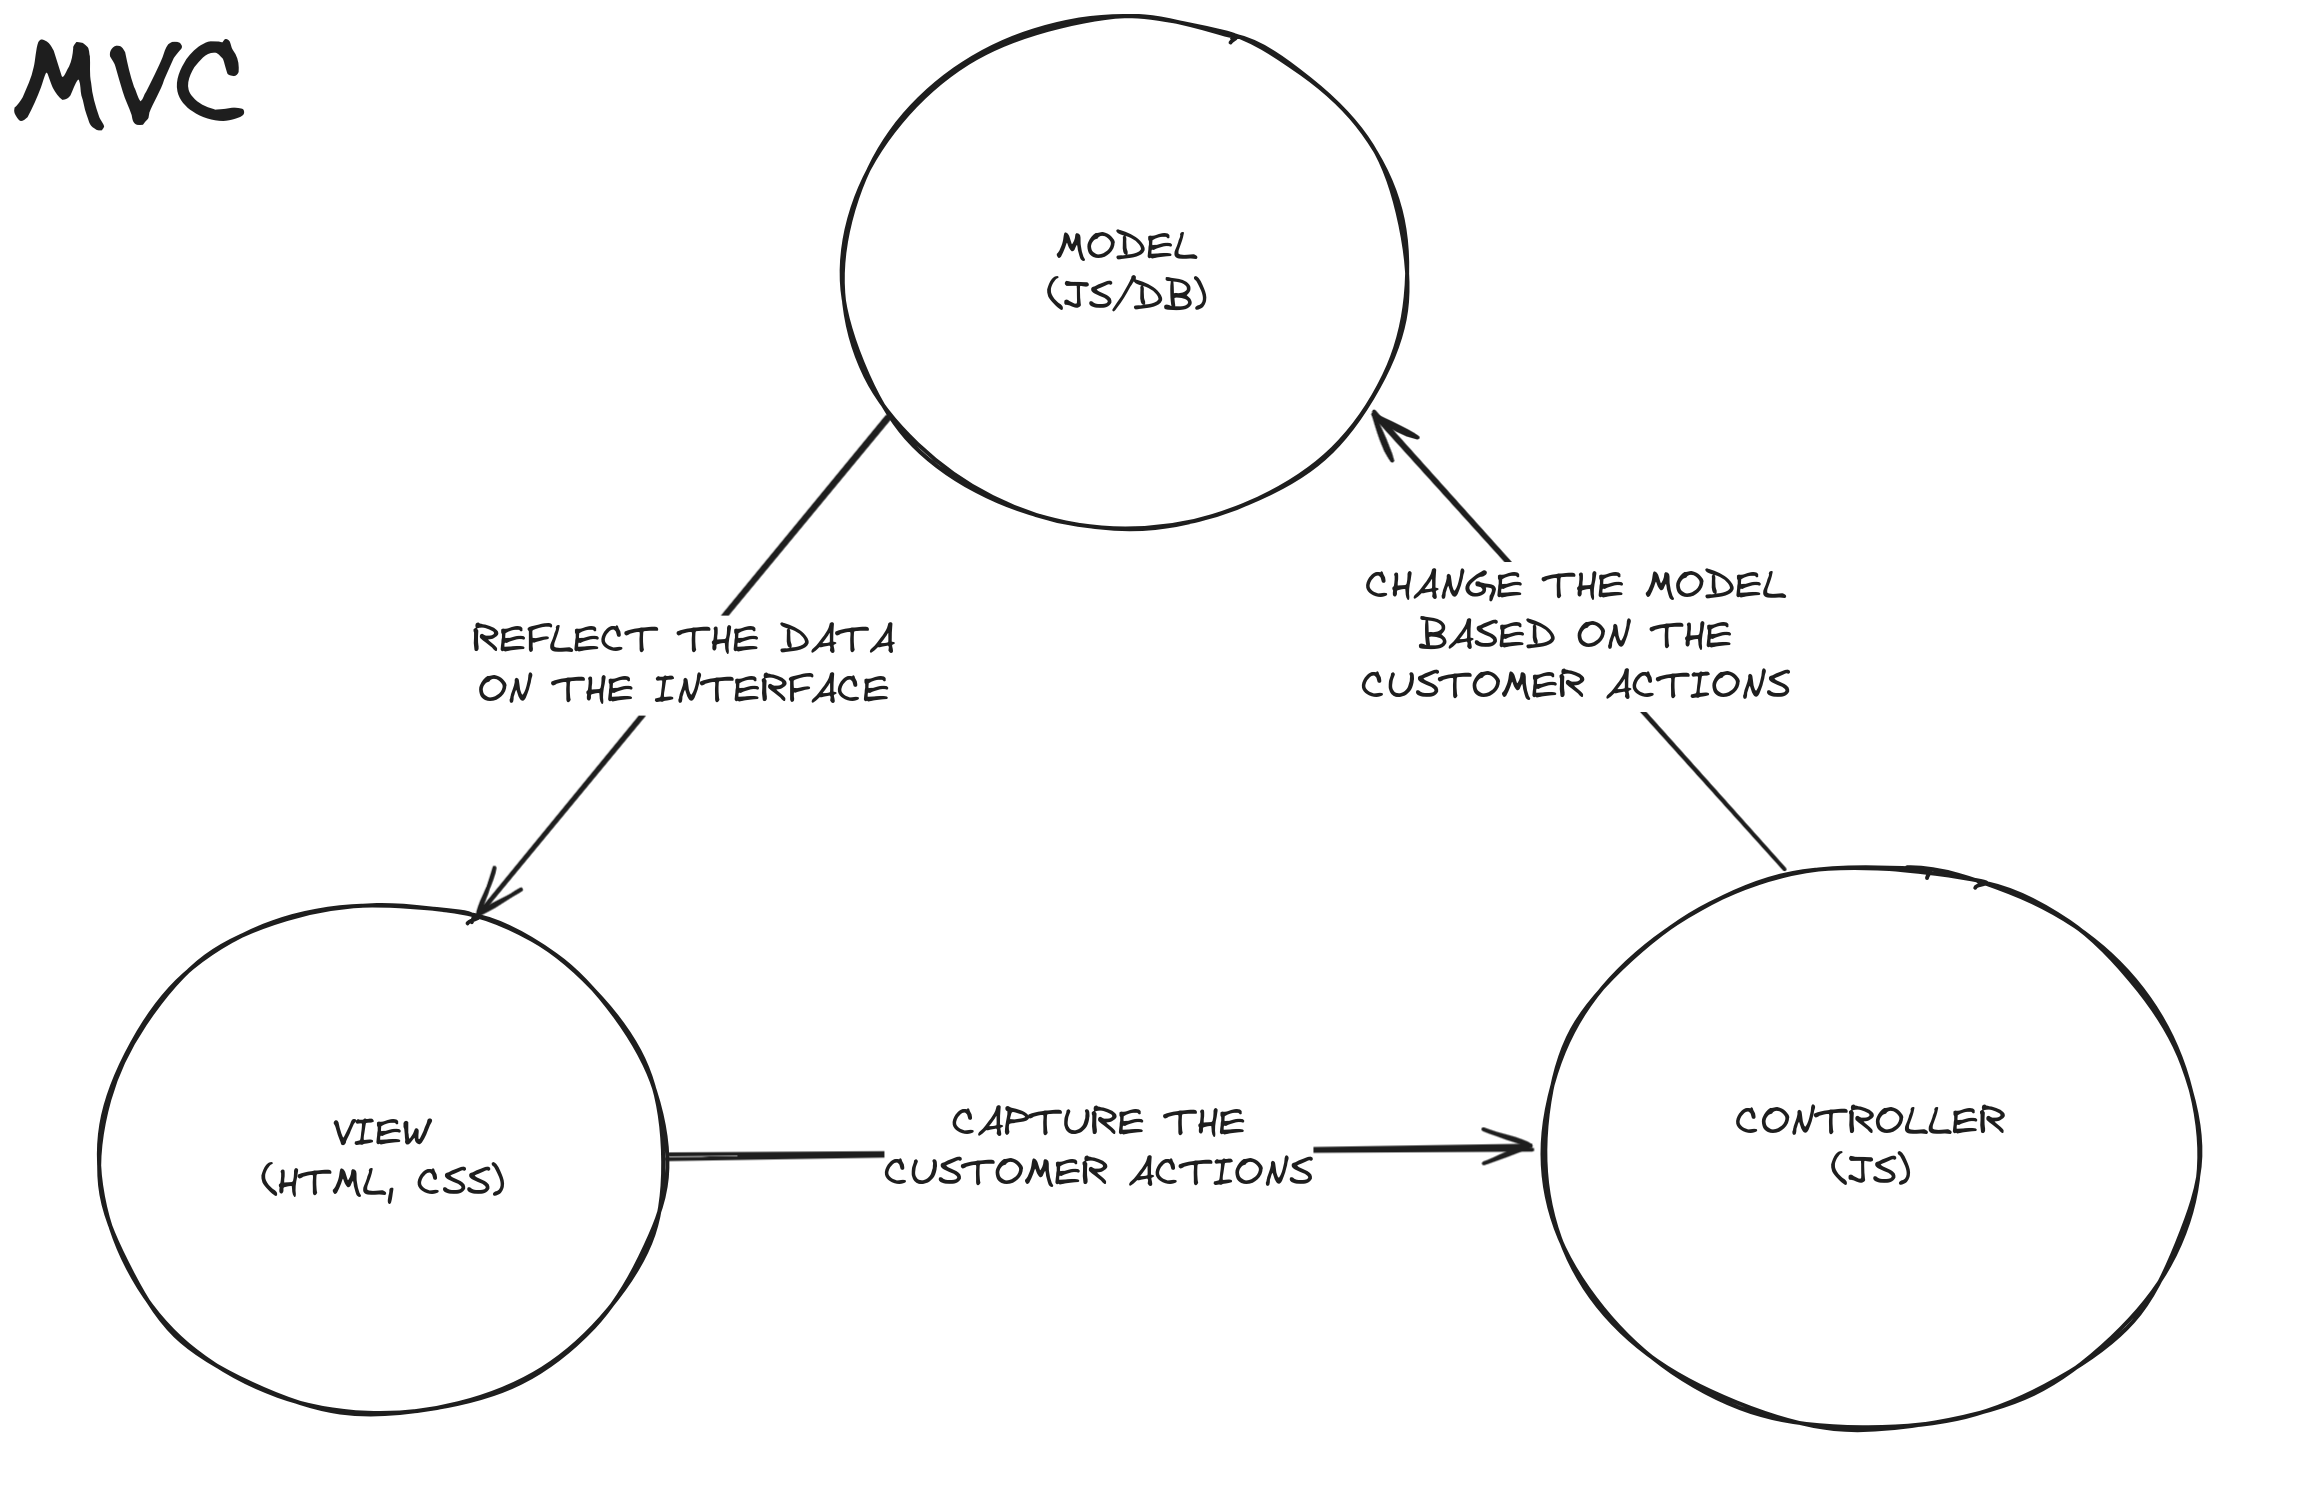 MVC
MODEL
(JS/DB)
REFLECT THE DATA
ON THE INTERFACE
CHANGE THE MODEL
BASED ON THE
CUSTOMER ACTIONS
VIEW
(HTML, CSS)
CAPTURE THE
CUSTOMER ACTIONS
CONTROLLER
(JS)